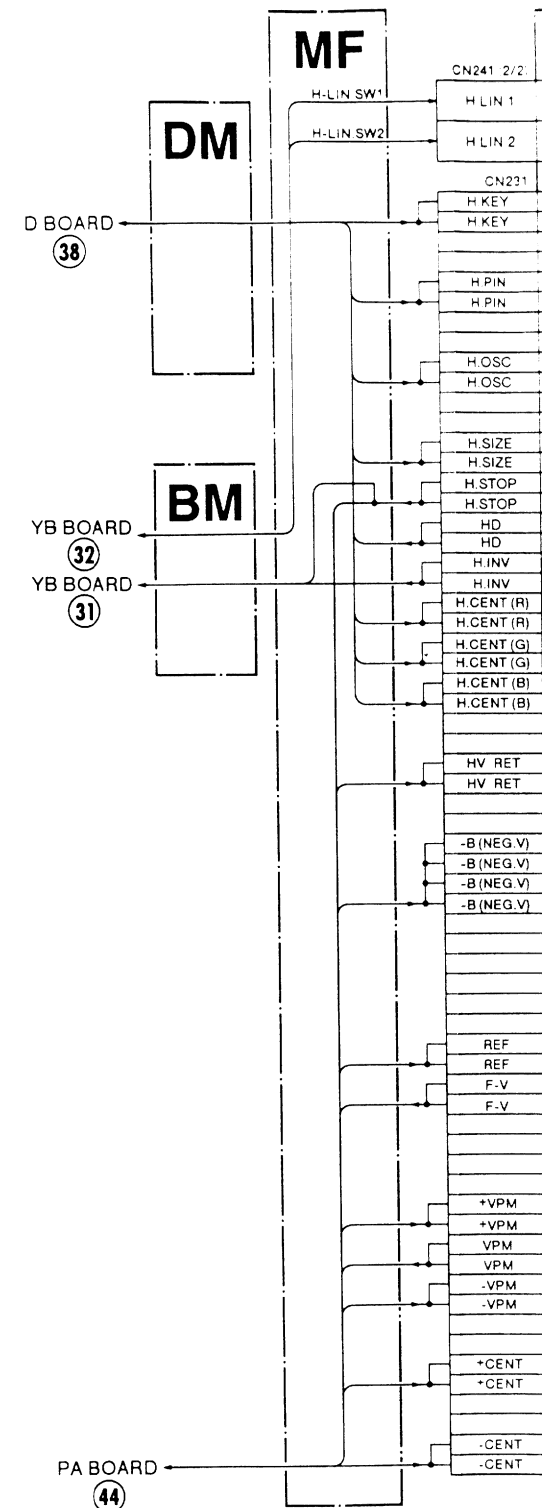 MF
CN241 2/2
H-LIN.SW1
H.LIN 1
DM
H-LIN.SW2
H.LIN 2
CN231
H.KEY
D BOARD
H.KEY
38
H.PIN
H.PIN
H.OSC
H.OSC
H.SIZE
H.SIZE
BM
H.STOP
H.STOP
YB BOARD
HD
32
HD
H.INV
YB BOARD
H.INV
31
H.CENT (R)
H.CENT (R)
H.CENT (G)
H.CENT (G)
H.CENT (B)
H.CENT (B)
HV RET
HV RET
-B (NEG.V)
-B (NEG.V)
-B (NEG.V)
-B (NEG.V)
REF
REF
F-V
F-V
+VPM
+VPM
VPM
VPM
-VPM
-VPM
+CENT
+CENT
-CENT
PA BOARD
-CENT
44